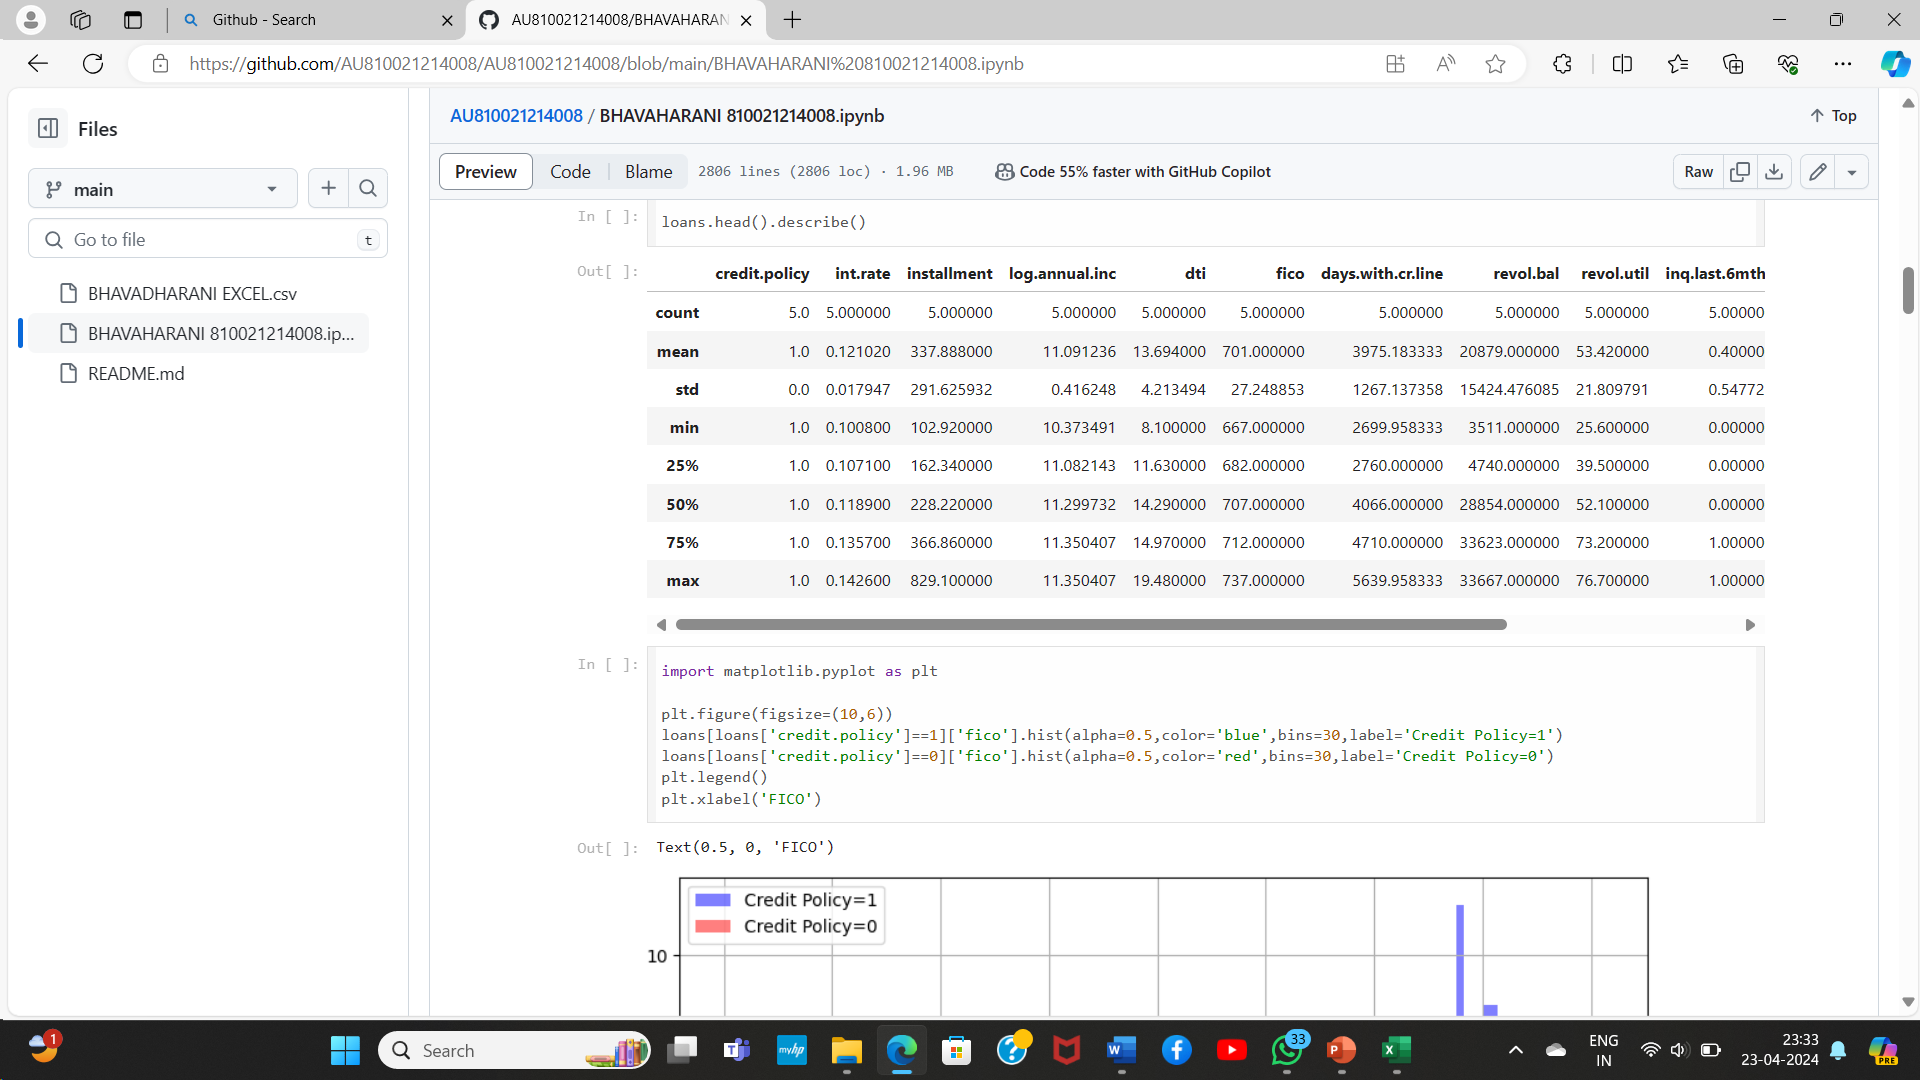 Github - Search
AU810021214008/BHAVAHARAN
https://github.com/AU810021214008/AU810021214008/blob/main/BHAVAHARANI%20810021214008.ipynb
Files
main
Go to file
t
BHAVADHARANI EXCEL.csv
BHAVAHARANI 810021214008.ip...
README.md
AU810021214008 / BHAVAHARANI 810021214008.ipynb
Top
Preview Code Blame 2806 lines (2806 loc) · 1.96 MB Code 55% faster with GitHub Copilot Raw
In [ ]: loans.head().describe()
Out[ ]: credit.policy int.rate installment log.annual.inc dti fico days.with.cr.line revol.bal revol.util inq.last.6mth
count 5.0 5.000000 5.000000 5.000000 5.000000 5.000000 5.000000 5.000000 5.000000 5.00000
mean 1.0 0.121020 337.888000 11.091236 13.694000 701.000000 3975.183333 20879.000000 53.420000 0.40000
std 0.0 0.017947 291.625932 0.416248 4.213494 27.248853 1267.137358 15424.476085 21.809791 0.54772
min 1.0 0.100800 102.920000 10.373491 8.100000 667.000000 2699.958333 3511.000000 25.600000 0.00000
25% 1.0 0.107100 162.340000 11.082143 11.630000 682.000000 2760.000000 4740.000000 39.500000 0.00000
50% 1.0 0.118900 228.220000 11.299732 14.290000 707.000000 4066.000000 28854.000000 52.100000 0.00000
75% 1.0 0.135700 366.860000 11.350407 14.970000 712.000000 4710.000000 33623.000000 73.200000 1.00000
max 1.0 0.142600 829.100000 11.350407 19.480000 737.000000 5639.958333 33667.000000 76.700000 1.00000
In [ ]: import matplotlib.pyplot as plt
plt.figure(figsize=(10,6))
loans[loans['credit.policy']==1]['fico'].hist(alpha=0.5,color='blue',bins=30,label='Credit Policy=1')
loans[loans['credit.policy']==0]['fico'].hist(alpha=0.5,color='red',bins=30,label='Credit Policy=0')
plt.legend()
plt.xlabel('FICO')
Out[ ]: Text(0.5, 0, 'FICO')
Credit Policy=1
Credit Policy=0
10
1
Search
myhp
33
ENG
IN
23:33
23-04-2024
PRE